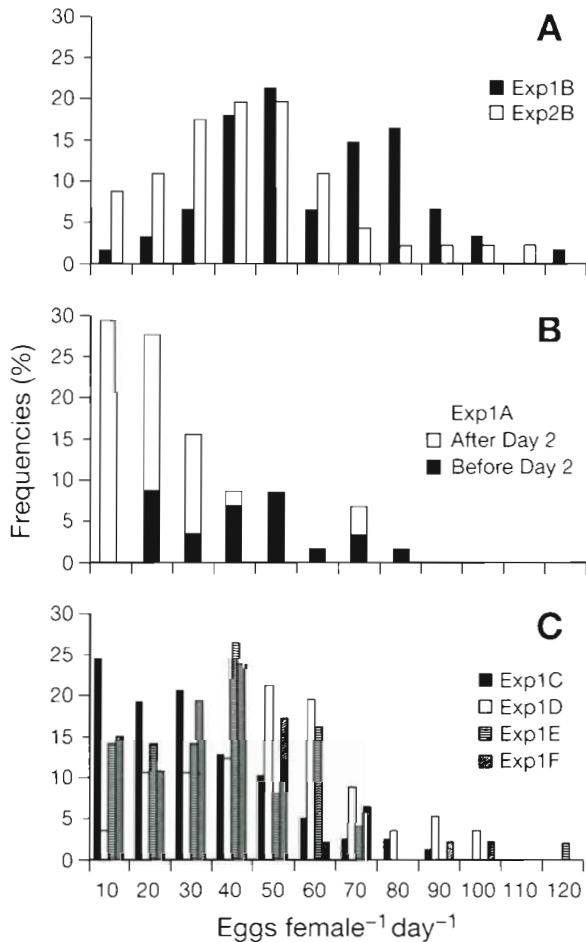 A
30
25
20
15
10
5
0
Exp1B
Exp2B
B
30
25
20
15
10
5
0
Exp1A
After Day 2
Before Day 2
Frequencies (%)
C
30
25
20
15
10
5
0
Exp1C
Exp1D
Exp1E
Exp1F
10 20 30 40 50 60 70 80 90 100 110 120
Eggs female⁻¹ day⁻¹